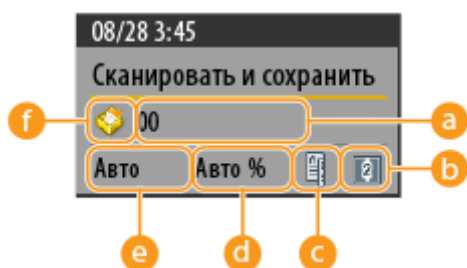 08/28 3:45
Сканировать и сохранить
f 00 a
Авто Авто % b
e d c